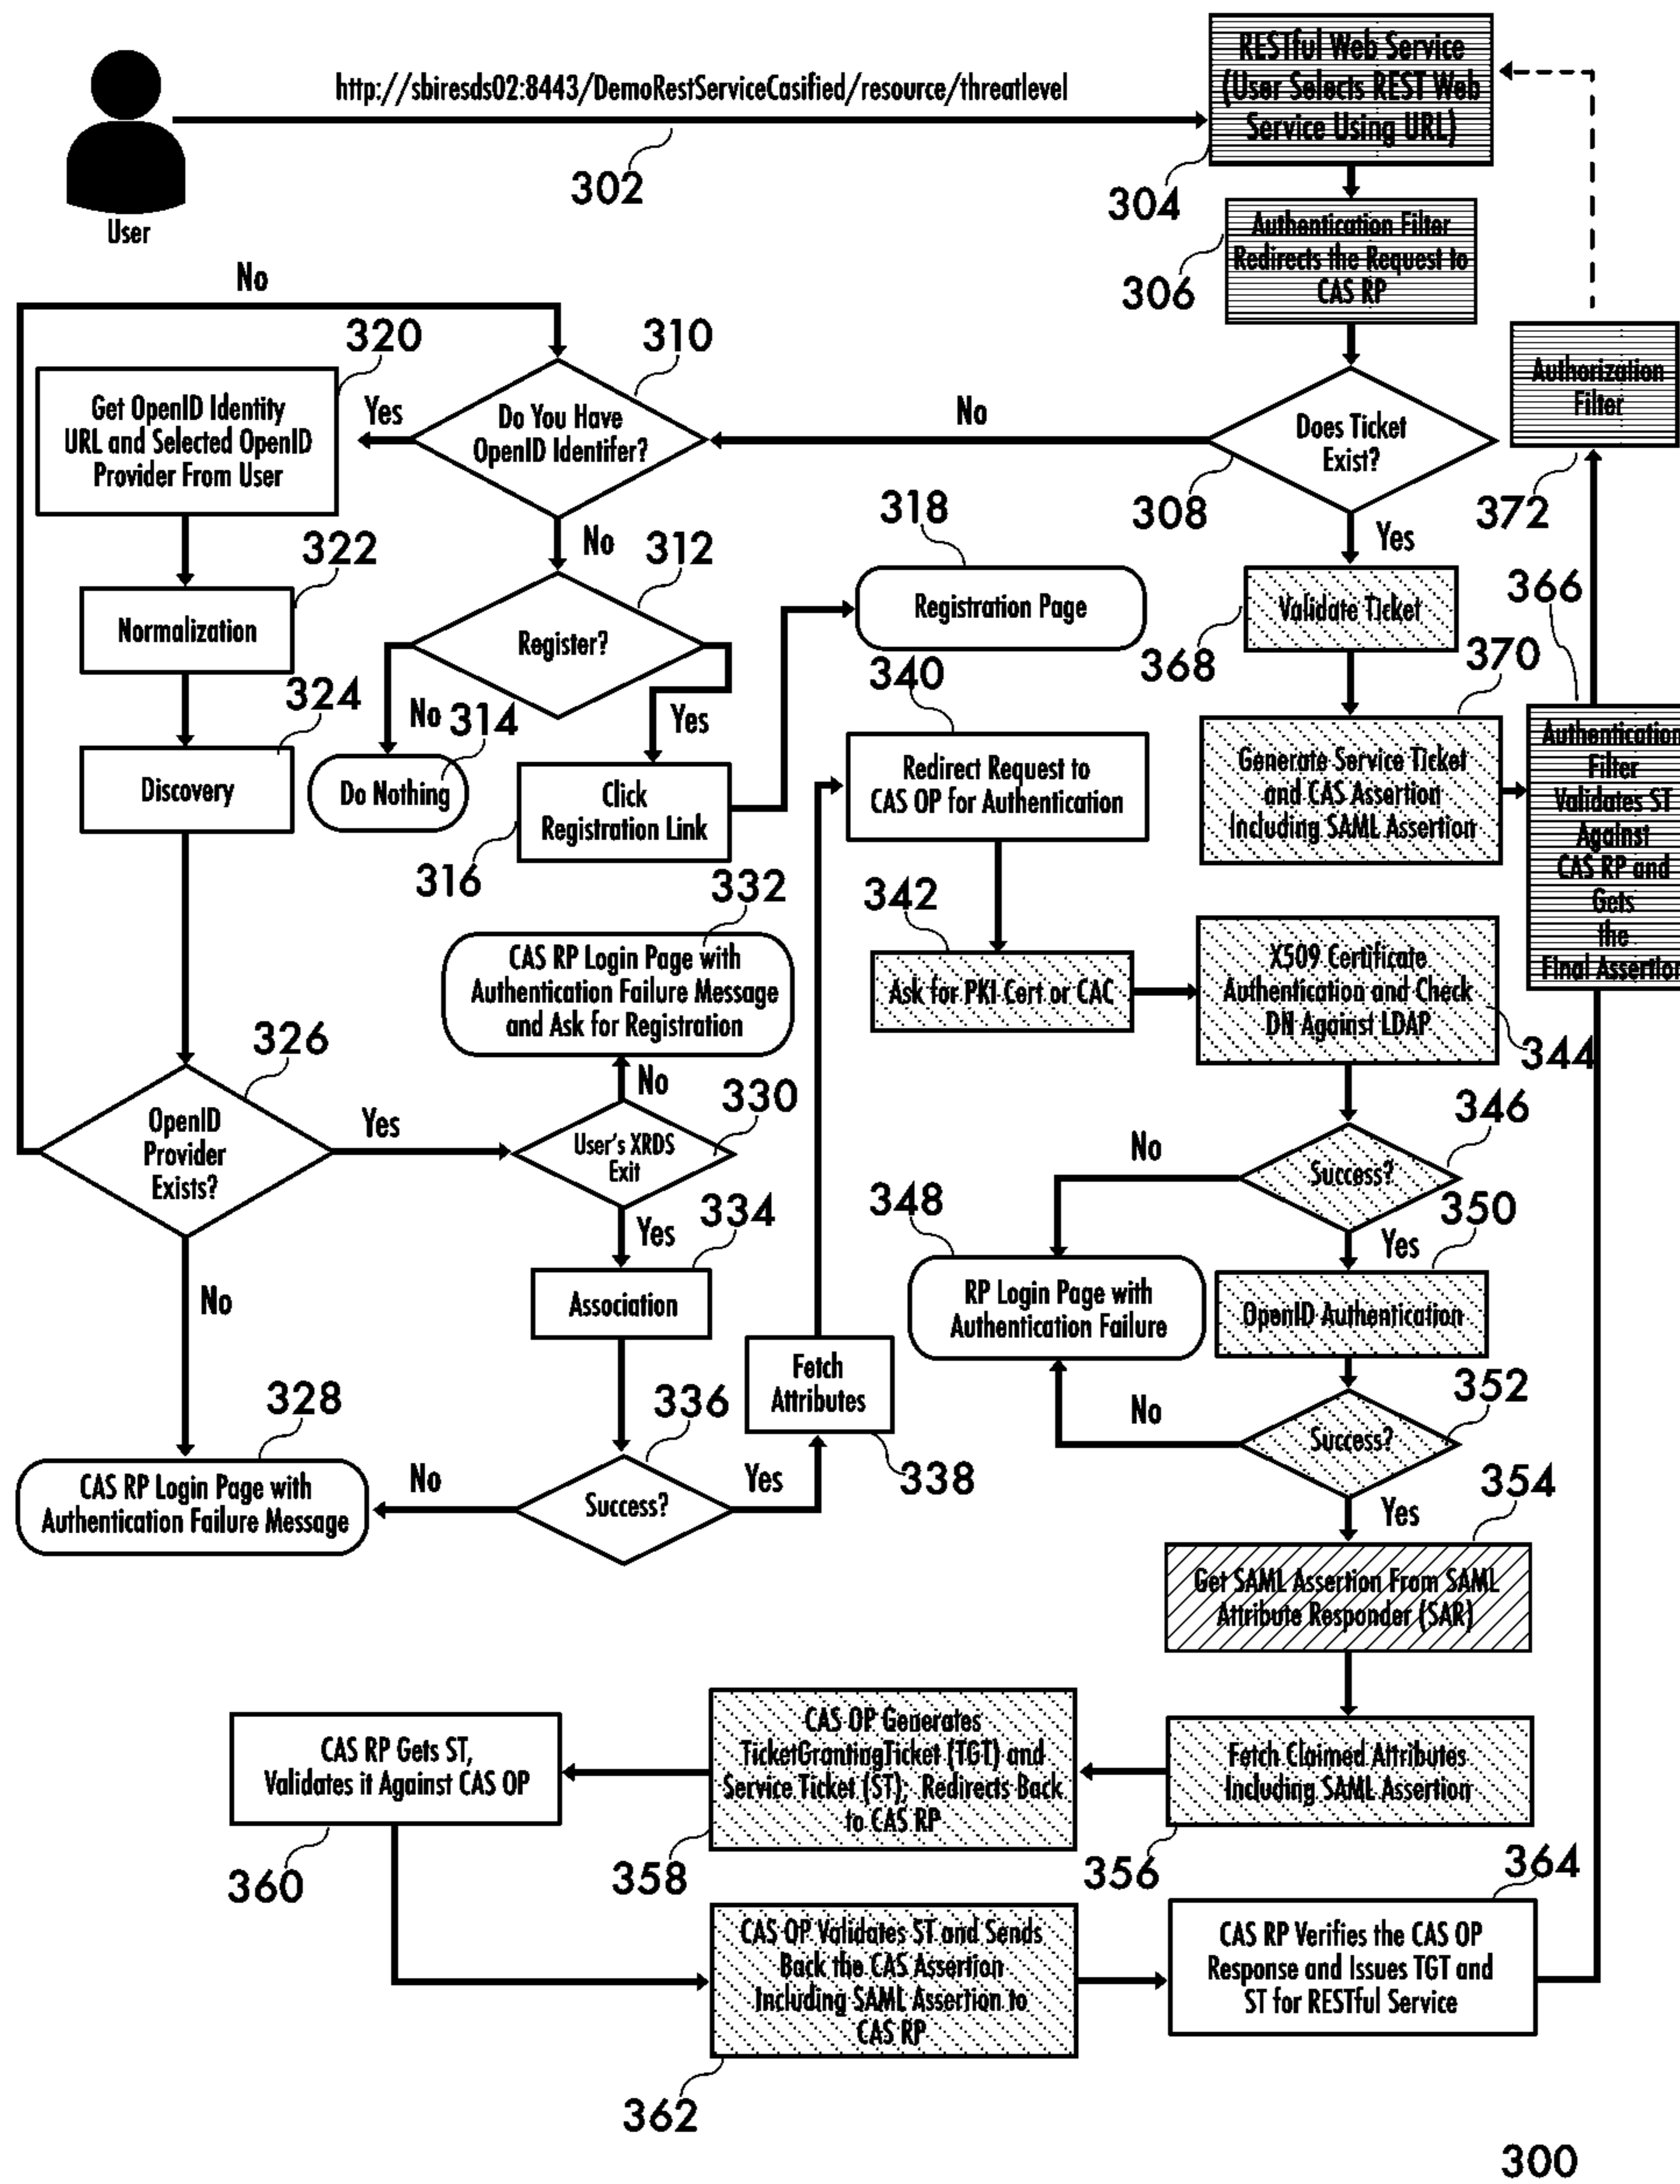 http://sbiresds02:8443/DemoRestServiceCasified/resource/threatlevel
302
User
RESTful Web Service
(User Selects REST Web
Service Using URL)
304
Authentication Filter
Redirects the Request to
CAS RP
306
Does Ticket
Exist?
308
No
Yes
Authorization
Filter
372
No
310
Do You Have
OpenID Identifer?
Yes
No
320
Get OpenID Identity
URL and Selected OpenID
Provider From User
322
Normalization
324
Discovery
312
Register?
No
314
Do Nothing
Yes
Click
Registration Link
316
318
Registration Page
340
Redirect Request to
CAS OP for Authentication
Validate Ticket
368
370
Generate Service Ticket
and CAS Assertion
Including SAML Assertion
366
Authentication
Filter
Validates ST
Against
CAS RP and
Gets
the
Final Assertion
332
CAS RP Login Page with
Authentication Failure Message
and Ask for Registration
342
Ask for PKI Cert or CAC
X509 Certificate
Authentication and Check
DN Against LDAP
344
326
OpenID
Provider
Exists?
Yes
No
No
330
User's XRDS
Exit
Yes
334
Association
336
Success?
No
Yes
328
CAS RP Login Page with
Authentication Failure Message
Fetch
Attributes
338
346
Success?
No
Yes
348
RP Login Page with
Authentication Failure
350
OpenID Authentication
352
Success?
No
Yes
354
Get SAML Assertion From SAML
Attribute Responder (SAR)
Fetch Claimed Attributes
Including SAML Assertion
356
CAS OP Generates
TicketGrantingTicket (TGT) and
Service Ticket (ST); Redirects Back
to CAS RP
358
CAS RP Gets ST,
Validates it Against CAS OP
360
CAS OP Validates ST and Sends
Back the CAS Assertion
Including SAML Assertion to
CAS RP
362
364
CAS RP Verifies the CAS OP
Response and Issues TGT and
ST for RESTful Service
300